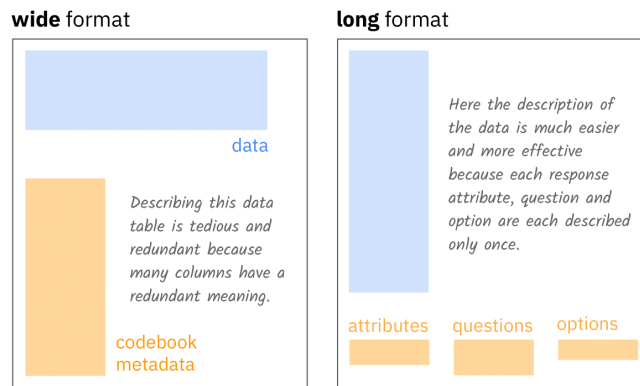 wide format
data
Describing this data
table is tedious and
redundant because
many columns have a
redundant meaning.
codebook
metadata
long format
Here the description of
the data is much easier
and more effective
because each response
attribute, question and
option are each described
only once.
attributes
questions
options